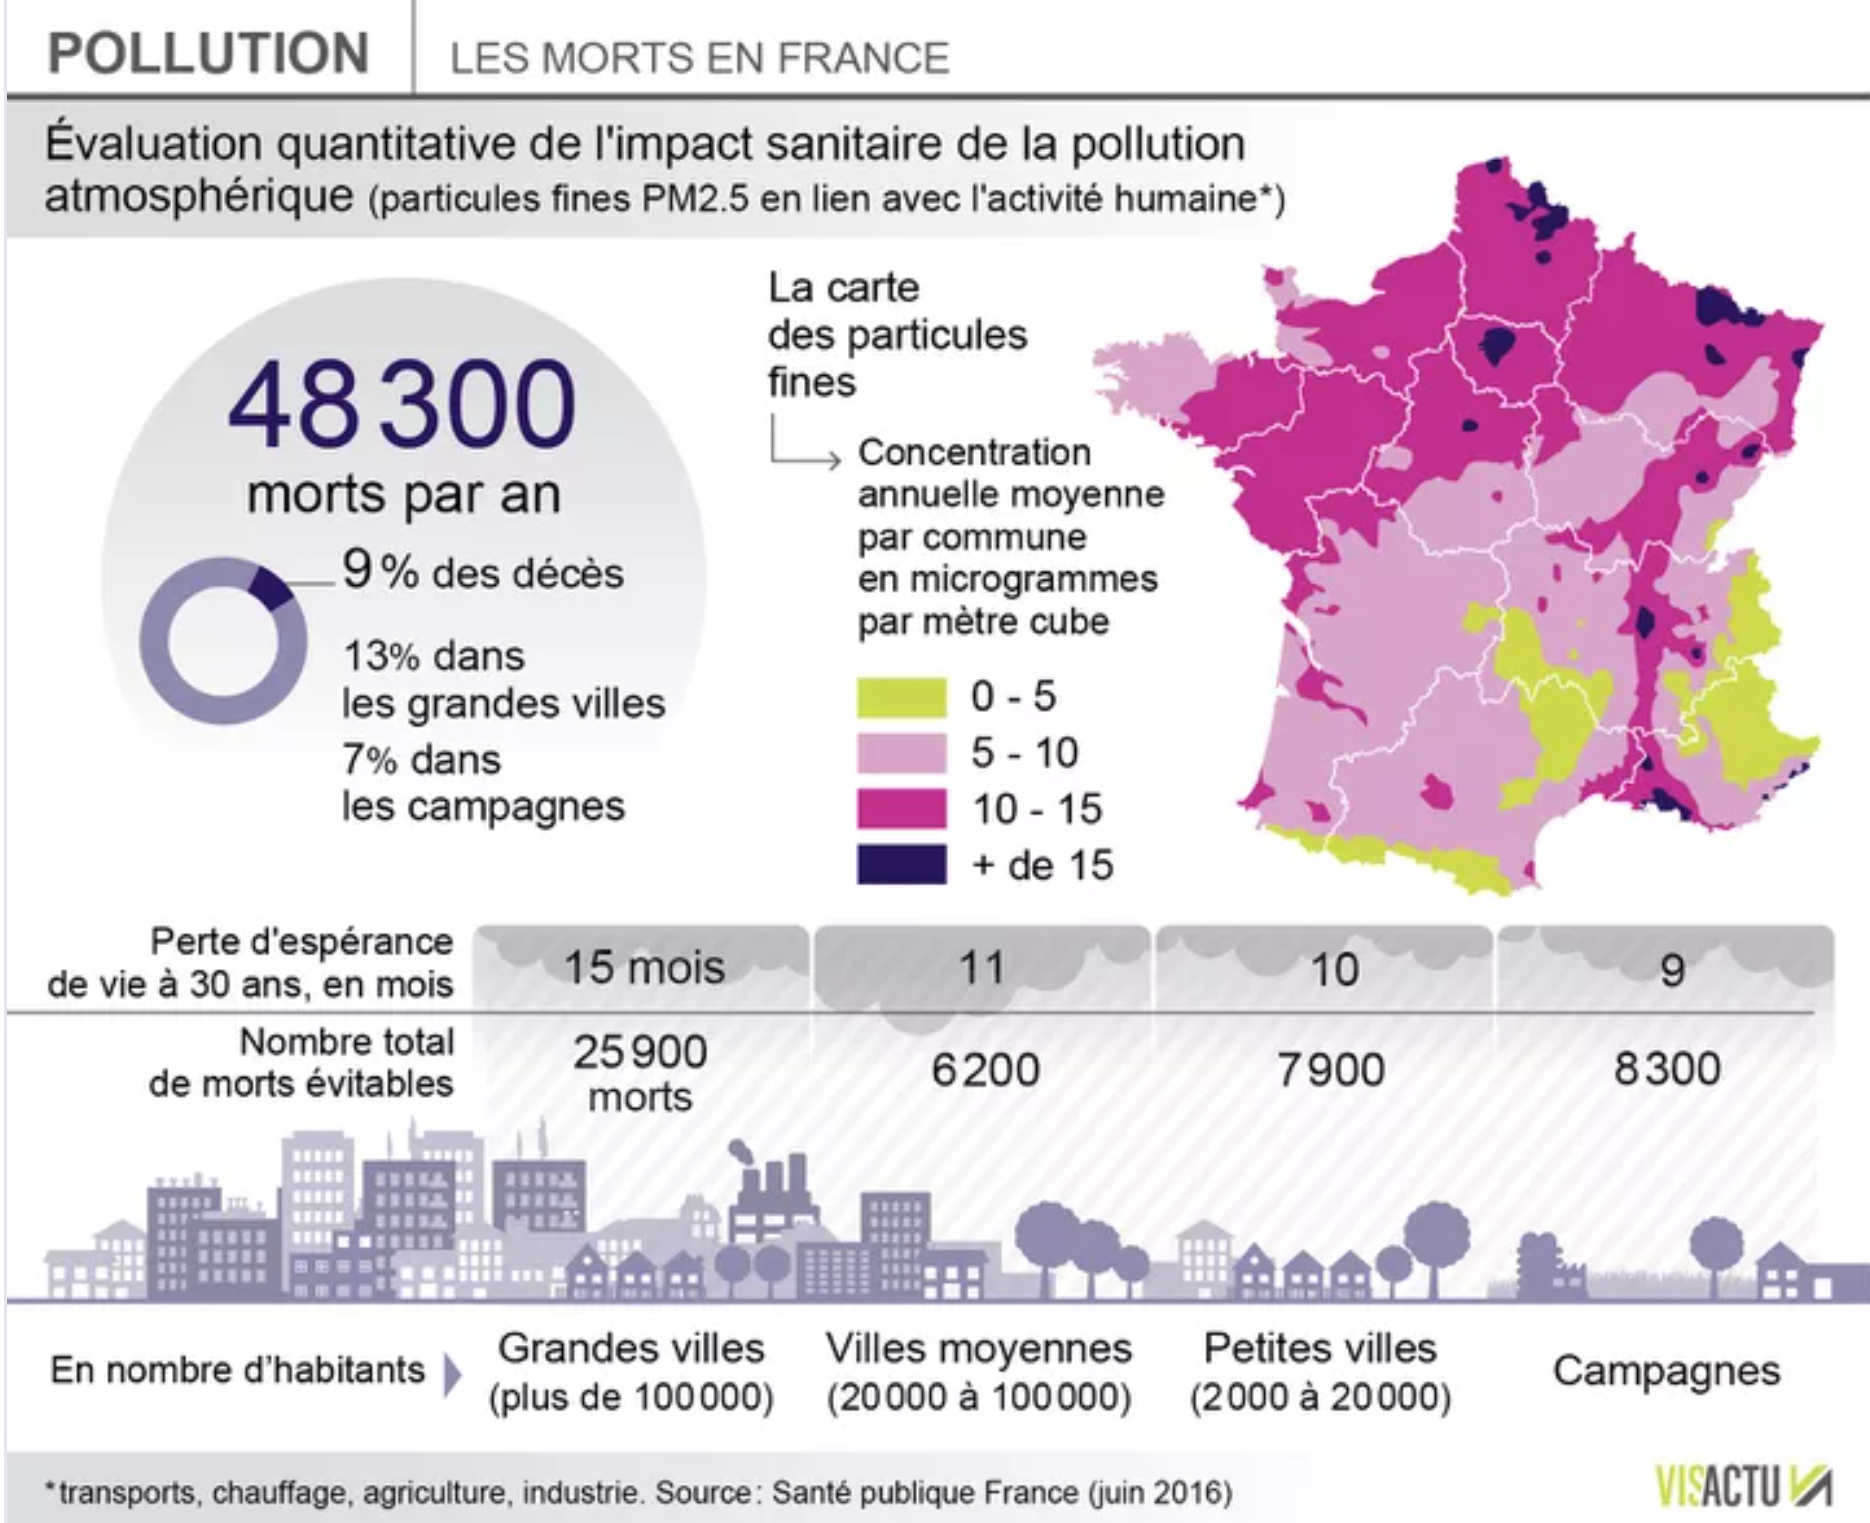 POLLUTION
LES MORTS EN FRANCE
Évaluation quantitative de l'impact sanitaire de la pollution
atmosphérique (particules fines PM2.5 en lien avec l'activité humaine*)
48 300
morts par an
9 % des décès
13% dans
les grandes villes
7% dans
les campagnes
La carte
des particules
fines
Concentration
annuelle moyenne
par commune
en microgrammes
par mètre cube
0 - 5
5 - 10
10 - 15
+ de 15
Perte d'espérance
de vie à 30 ans, en mois
15 mois
11
10
9
Nombre total
de morts évitables
25 900
morts
6 200
7 900
8 300
En nombre d'habitants
Grandes villes
(plus de 100 000)
Villes moyennes
(20 000 à 100 000)
Petites villes
(2 000 à 20 000)
Campagnes
*transports, chauffage, agriculture, industrie. Source : Santé publique France (juin 2016)
VISACTU